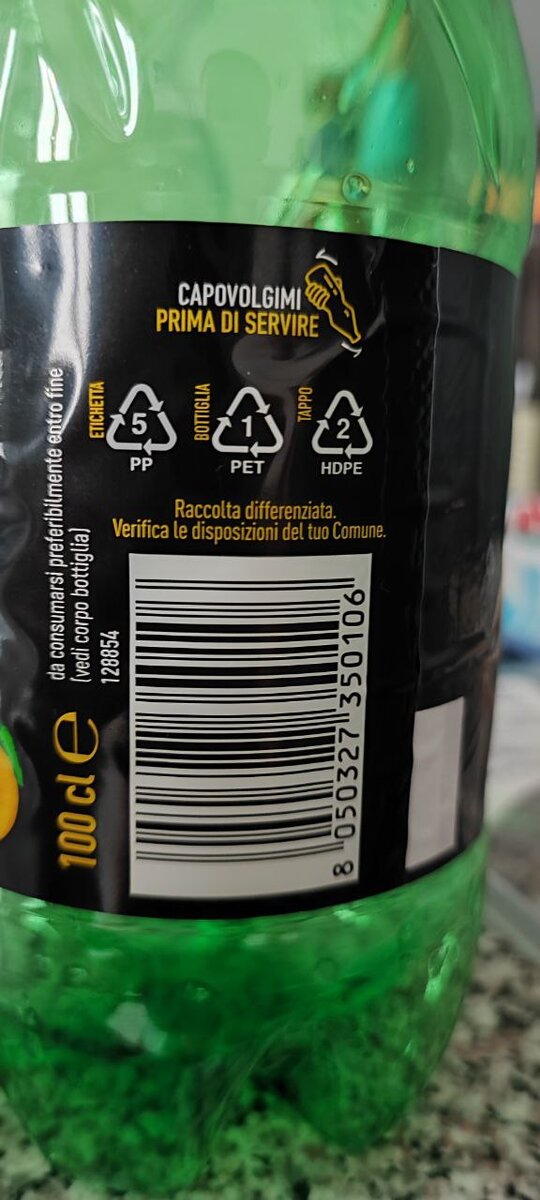 CAPOVOLGIMI
PRIMA DI SERVIRE
ETICHETTA
5
PP
BOTTIGLIA
1
PET
TAPPO
2
HDPE
Raccolta differenziata.
Verifica le disposizioni del tuo Comune.
da consumarsi preferibilmente entro fine
(vedi corpo bottiglia)
128854
100 cl e
8 050327 350106